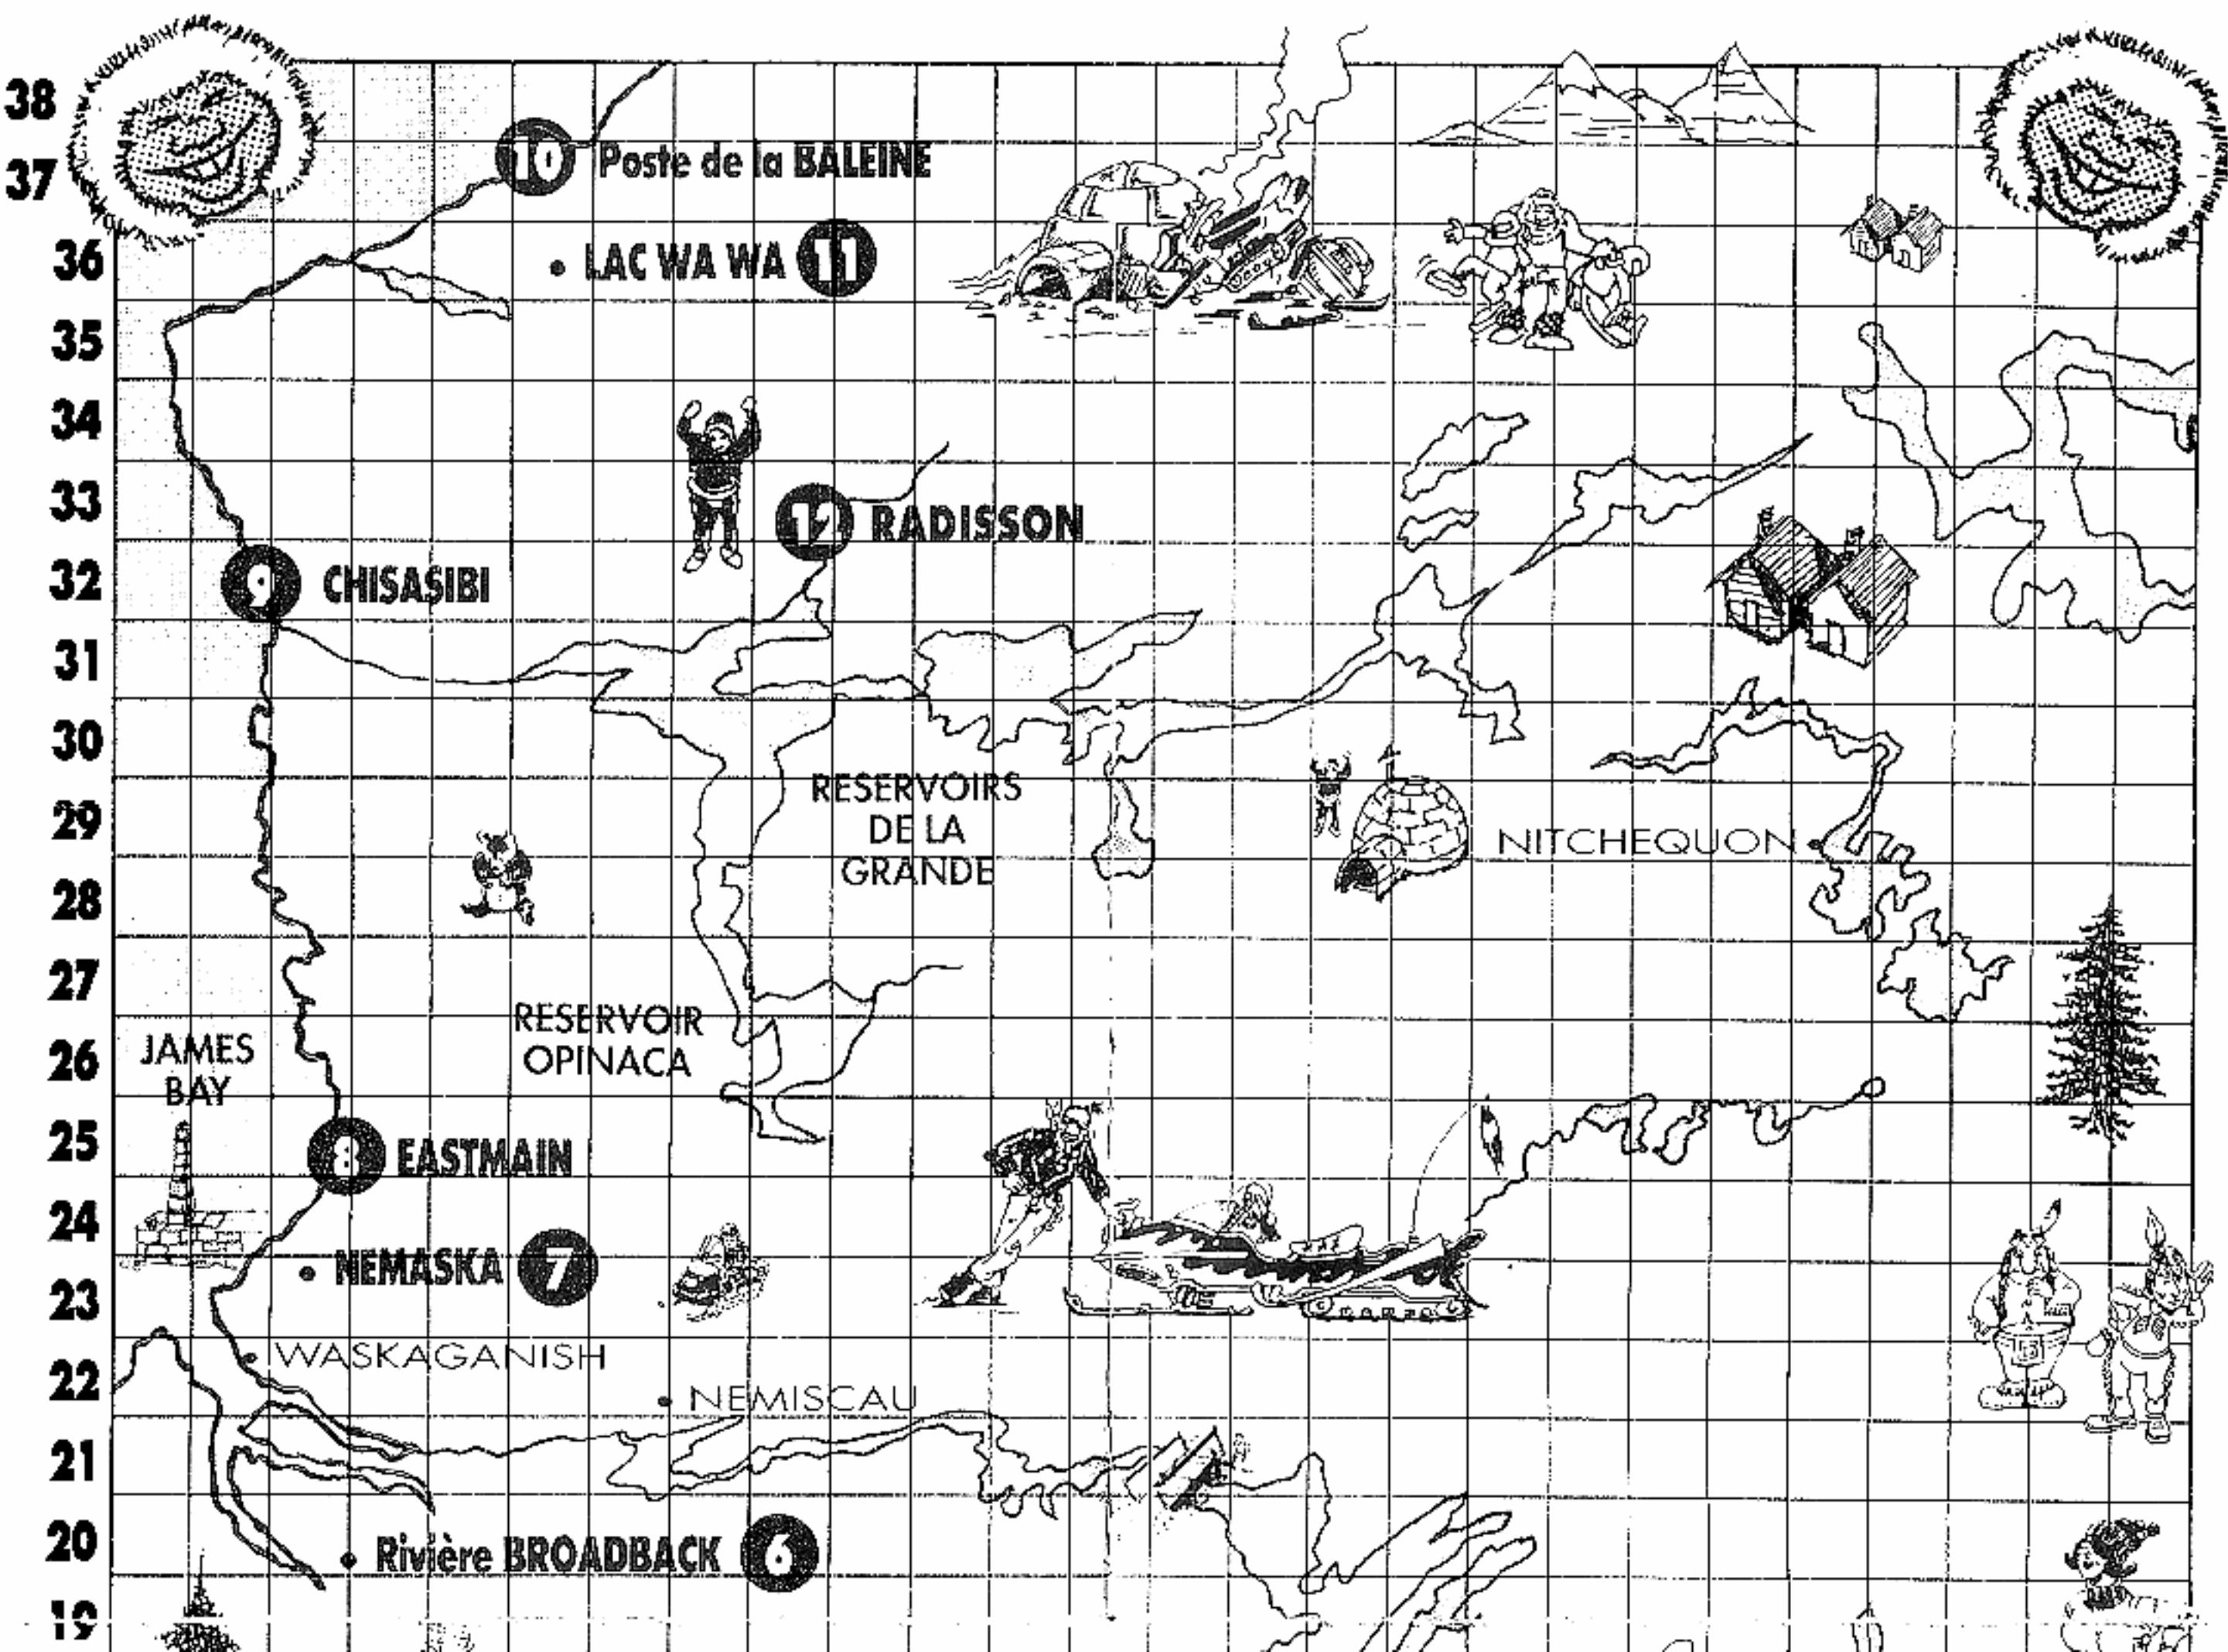 38
37
10 Poste de la BALEINE
36
LAC WA WA 11
35
34
33
12 RADISSON
32
9 CHISASIBI
31
30
29
RESERVOIRS
DE LA
GRANDE
NITCHEQUON
28
27
26
RESERVOIR
OPINACA
JAMES
BAY
25
8 EASTMAIN
24
NEMASKA 7
23
WASKAGANISH
22
NEMISCAU
21
20
Rivière BROADBACK 6
19